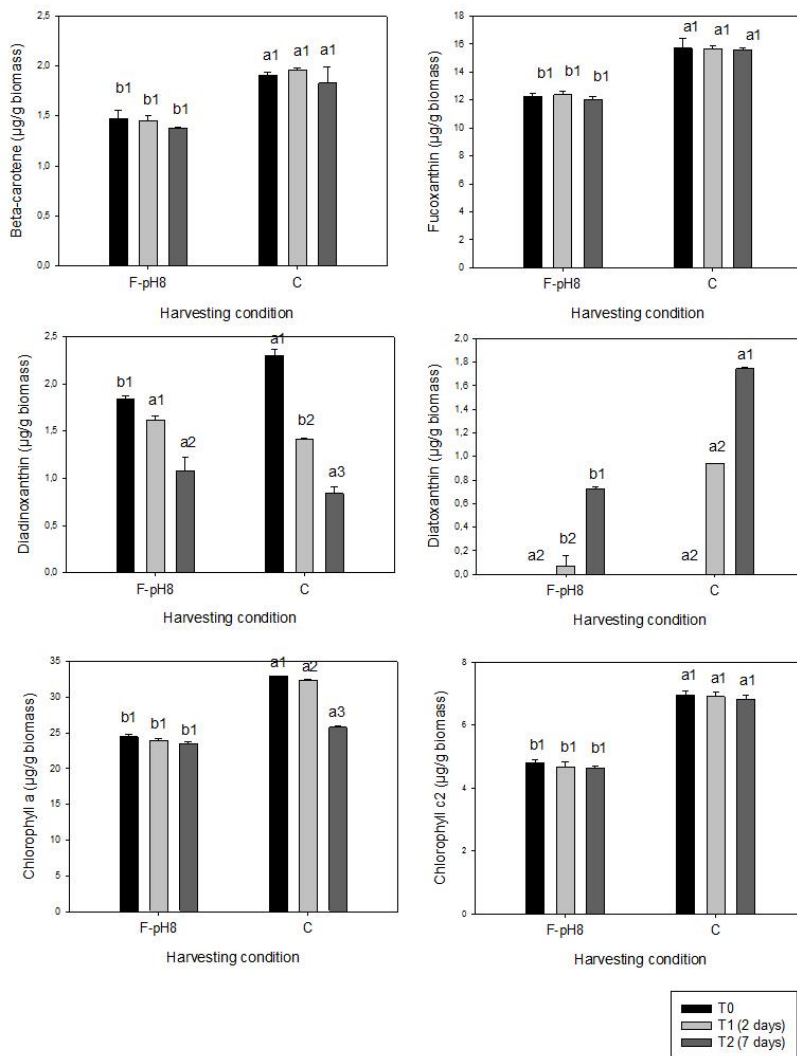 Beta-carotene (µg/g biomass)
2,5
2,0
1,5
1,0
0,5
0,0
b1 b1 b1
a1 a1 a1
F-pH8 C
Harvesting condition
Fucoxanthin (µg/g biomass)
18
16
14
12
10
8
6
4
2
0
b1 b1 b1
a1 a1 a1
F-pH8 C
Harvesting condition
Diadinoxanthin (µg/g biomass)
2,5
2,0
1,5
1,0
0,5
0,0
b1 a1 a2
a1 b2 a3
F-pH8 C
Harvesting condition
Diatoxanthin (µg/g biomass)
2,0
1,8
1,6
1,4
1,2
1,0
0,8
0,6
0,4
0,2
0,0
a2 b2 b1
a2 a2 a1
F-pH8 C
Harvesting condition
Chlorophyll a (µg/g biomass)
35
30
25
20
15
10
5
0
b1 b1 b1
a1 a2 a3
F-pH8 C
Harvesting condition
Chlorophyll c2 (µg/g biomass)
8
6
4
2
0
b1 b1 b1
a1 a1 a1
F-pH8 C
Harvesting condition
T0
T1 (2 days)
T2 (7 days)